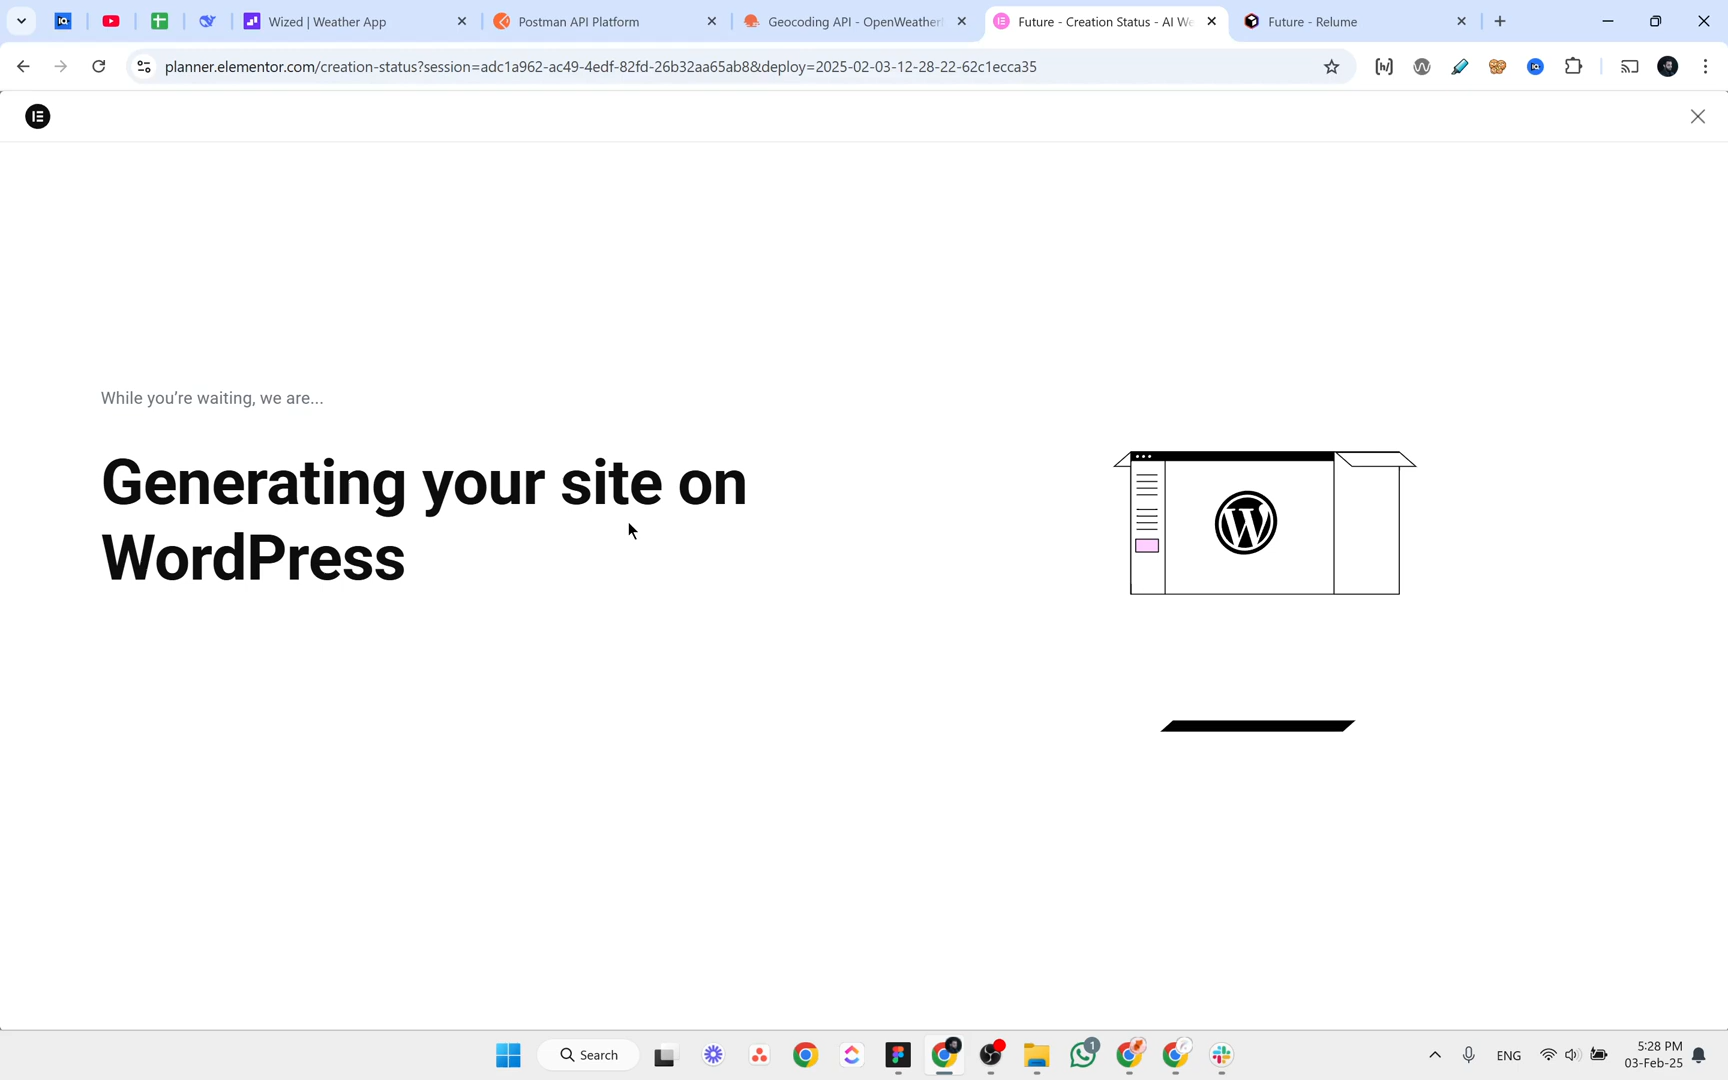 Wized | Weather App
Postman API Platform
Geocoding API - OpenWeather
Future - Creation Status - AI We
Future - Relume
planner.elementor.com/creation-status?session=adc1a962-ac49-4edf-82fd-26b32aa65ab8&deploy=2025-02-03-12-28-22-62c1ecca35
While you’re waiting, we are...
Generating your site on
WordPress
Search
1
ENG
5:28 PM
03-Feb-25